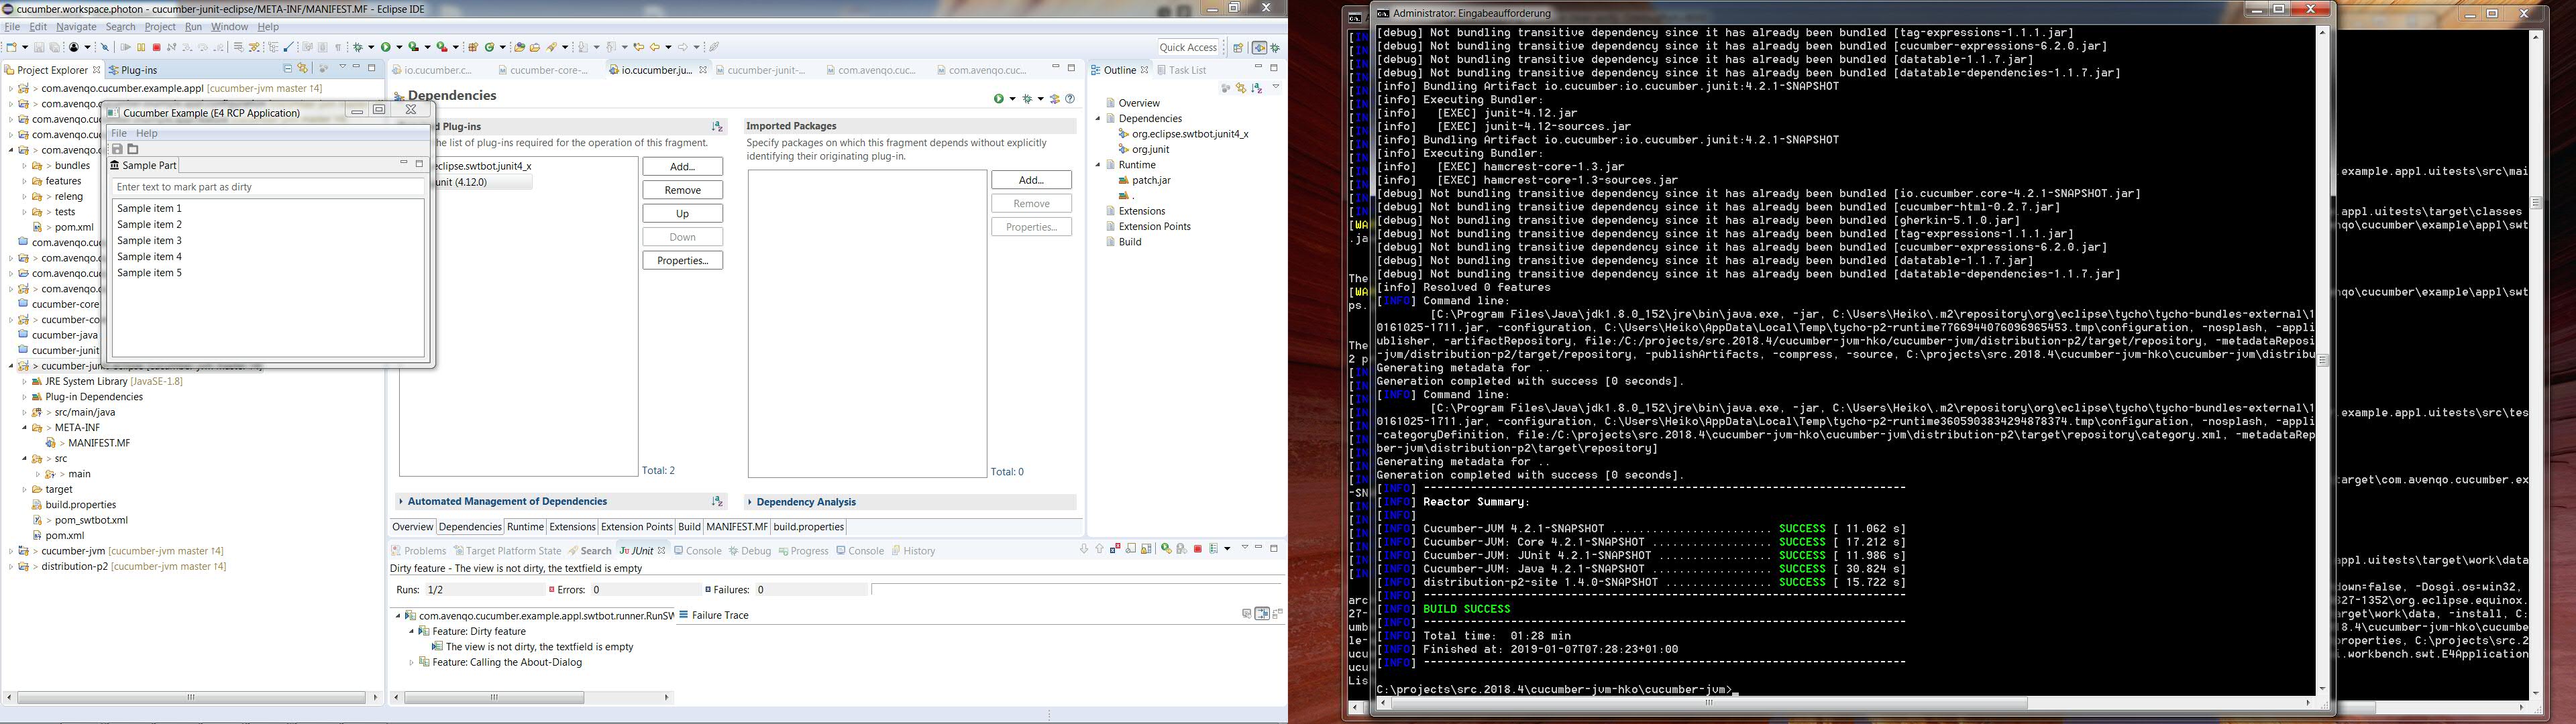 cucumber.workspace.photon - cucumber-junit-eclipse/META-INF/MANIFEST.MF - Eclipse IDE
File Edit Navigate Search Project Run Window Help
Quick Access
Project Explorer
Plug-ins
> com.avenqo.cucumber.example.appl [cucumber-jvm master ↑4]
> com.avenqo.c
> com.avenqo.cu
> com.avenqo.cu
> com.avenqo.
> bundles
features
> releng
> tests
> pom.xml
com.avenqo.cu
> com.avenqo.cu
com.avenqo.cuc
> com.avenqo.cu
cucumber-core
> cucumber-co
cucumber-java
cucumber-junit
JRE System Library [JavaSE-1.8]
Plug-in Dependencies
> src/main/java
> META-INF
> MANIFEST.MF
> src
> main
target
build.properties
> pom_swtbot.xml
pom.xml
> cucumber-jvm [cucumber-jvm master ↑4]
> distribution-p2 [cucumber-jvm master ↑4]
Cucumber Example (E4 RCP Application)
File Help
Sample Part
Enter text to mark part as dirty
Sample item 1
Sample item 2
Sample item 3
Sample item 4
Sample item 5
io.cucumber.c...
cucumber-core-...
io.cucumber.ju...
cucumber-junit-...
com.avenqo.cuc...
com.avenqo.cuc...
Dependencies
d Plug-ins
the list of plug-ins required for the operation of this fragment.
eclipse.swtbot.junit4_x
unit (4.12.0)
Add...
Remove
Up
Down
Properties...
Total: 2
Imported Packages
Specify packages on which this fragment depends without explicitly
identifying their originating plug-in.
Add...
Remove
Properties...
Total: 0
Automated Management of Dependencies
Dependency Analysis
Overview Dependencies Runtime Extensions Extension Points Build MANIFEST.MF build.properties
Outline
Task List
Overview
Dependencies
org.eclipse.swtbot.junit4_x
org.junit
Runtime
patch.jar
.
Extensions
Extension Points
Build
Problems Target Platform State Search JUnit Console Debug Progress Console History
Dirty feature - The view is not dirty, the textfield is empty
Runs: 1/2 Errors: 0 Failures: 0
com.avenqo.cucumber.example.appl.swtbot.runner.RunSW
Failure Trace
Feature: Dirty feature
The view is not dirty, the textfield is empty
Feature: Calling the About-Dialog
Administrator: Eingabeaufforderung
[debug] Not bundling transitive dependency since it has already been bundled [tag-expressions-1.1.1.jar]
[debug] Not bundling transitive dependency since it has already been bundled [cucumber-expressions-6.2.0.jar]
[debug] Not bundling transitive dependency since it has already been bundled [datatable-1.1.7.jar]
[debug] Not bundling transitive dependency since it has already been bundled [datatable-dependencies-1.1.7.jar]
[info] Bundling Artifact io.cucumber:io.cucumber.junit:4.2.1-SNAPSHOT
[info] Executing Bundler:
[info] [EXEC] junit-4.12.jar
[info] [EXEC] junit-4.12-sources.jar
[info] Bundling Artifact io.cucumber:io.cucumber.junit:4.2.1-SNAPSHOT
[info] Executing Bundler:
[info] [EXEC] hamcrest-core-1.3.jar
[info] [EXEC] hamcrest-core-1.3-sources.jar
[debug] Not bundling transitive dependency since it has already been bundled [io.cucumber.core-4.2.1-SNAPSHOT.jar]
[debug] Not bundling transitive dependency since it has already been bundled [cucumber-html-0.2.7.jar]
[debug] Not bundling transitive dependency since it has already been bundled [gherkin-5.1.0.jar]
[debug] Not bundling transitive dependency since it has already been bundled [tag-expressions-1.1.1.jar]
[debug] Not bundling transitive dependency since it has already been bundled [cucumber-expressions-6.2.0.jar]
[debug] Not bundling transitive dependency since it has already been bundled [datatable-1.1.7.jar]
[debug] Not bundling transitive dependency since it has already been bundled [datatable-dependencies-1.1.7.jar]
[info] Resolved 0 features
[INFO] Command line:
[C:\Program Files\Java\jdk1.8.0_152\jre\bin\java.exe, -jar, C:\Users\Heiko\.m2\repository\org\eclipse\tycho\tycho-bundles-external\1
0161025-1711.jar, -configuration, C:\Users\Heiko\AppData\Local\Temp\tycho-p2-runtime7766944076096965453.tmp\configuration, -nosplash, -appli
ublisher, -artifactRepository, file:/C:/projects/src.2018.4/cucumber-jvm-hko/cucumber-jvm/distribution-p2/target/repository, -metadataReposi
-jvm/distribution-p2/target/repository, -publishArtifacts, -compress, -source, C:\projects\src.2018.4\cucumber-jvm-hko\cucumber-jvm\distribu
Generating metadata for ..
Generation completed with success [0 seconds].
[INFO] Command line:
[C:\Program Files\Java\jdk1.8.0_152\jre\bin\java.exe, -jar, C:\Users\Heiko\.m2\repository\org\eclipse\tycho\tycho-bundles-external\1
0161025-1711.jar, -configuration, C:\Users\Heiko\AppData\Local\Temp\tycho-p2-runtime3605903834294878374.tmp\configuration, -nosplash, -appli
-categoryDefinition, file:/C:\projects\src.2018.4\cucumber-jvm-hko\cucumber-jvm\distribution-p2\target\repository\category.xml, -metadataRep
ber-jvm\distribution-p2\target\repository]
Generating metadata for ..
Generation completed with success [0 seconds].
[INFO] ------------------------------------------------------------------------
[INFO] Reactor Summary:
[INFO]
[INFO] Cucumber-JVM 4.2.1-SNAPSHOT ........................ SUCCESS [ 11.062 s]
[INFO] Cucumber-JVM: Core 4.2.1-SNAPSHOT .................. SUCCESS [ 17.212 s]
[INFO] Cucumber-JVM: JUnit 4.2.1-SNAPSHOT ................. SUCCESS [ 11.986 s]
[INFO] Cucumber-JVM: Java 4.2.1-SNAPSHOT .................. SUCCESS [ 30.824 s]
[INFO] distribution-p2-site 1.4.0-SNAPSHOT ................ SUCCESS [ 15.722 s]
[INFO] ------------------------------------------------------------------------
[INFO] BUILD SUCCESS
[INFO] ------------------------------------------------------------------------
[INFO] Total time: 01:28 min
[INFO] Finished at: 2019-01-07T07:28:23+01:00
[INFO] ------------------------------------------------------------------------
C:\projects\src.2018.4\cucumber-jvm-hko\cucumber-jvm>
example.appl.uitests\src\mai
appl.uitests\target\classes
nqo\cucumber\example\appl\swt
nqo\cucumber\example\appl\swt
example.appl.uitests\src\tes
target\com.avenqo.cucumber.ex
appl.uitests\target\work\data
down=false, -Dosgi.os=win32,
627-1352\org.eclipse.equinox.
arget\work\data, -install, C:
18.4\cucumber-jvm-hko\cucumbe
properties, C:\projects\src.2
.workbench.swt.E4Application